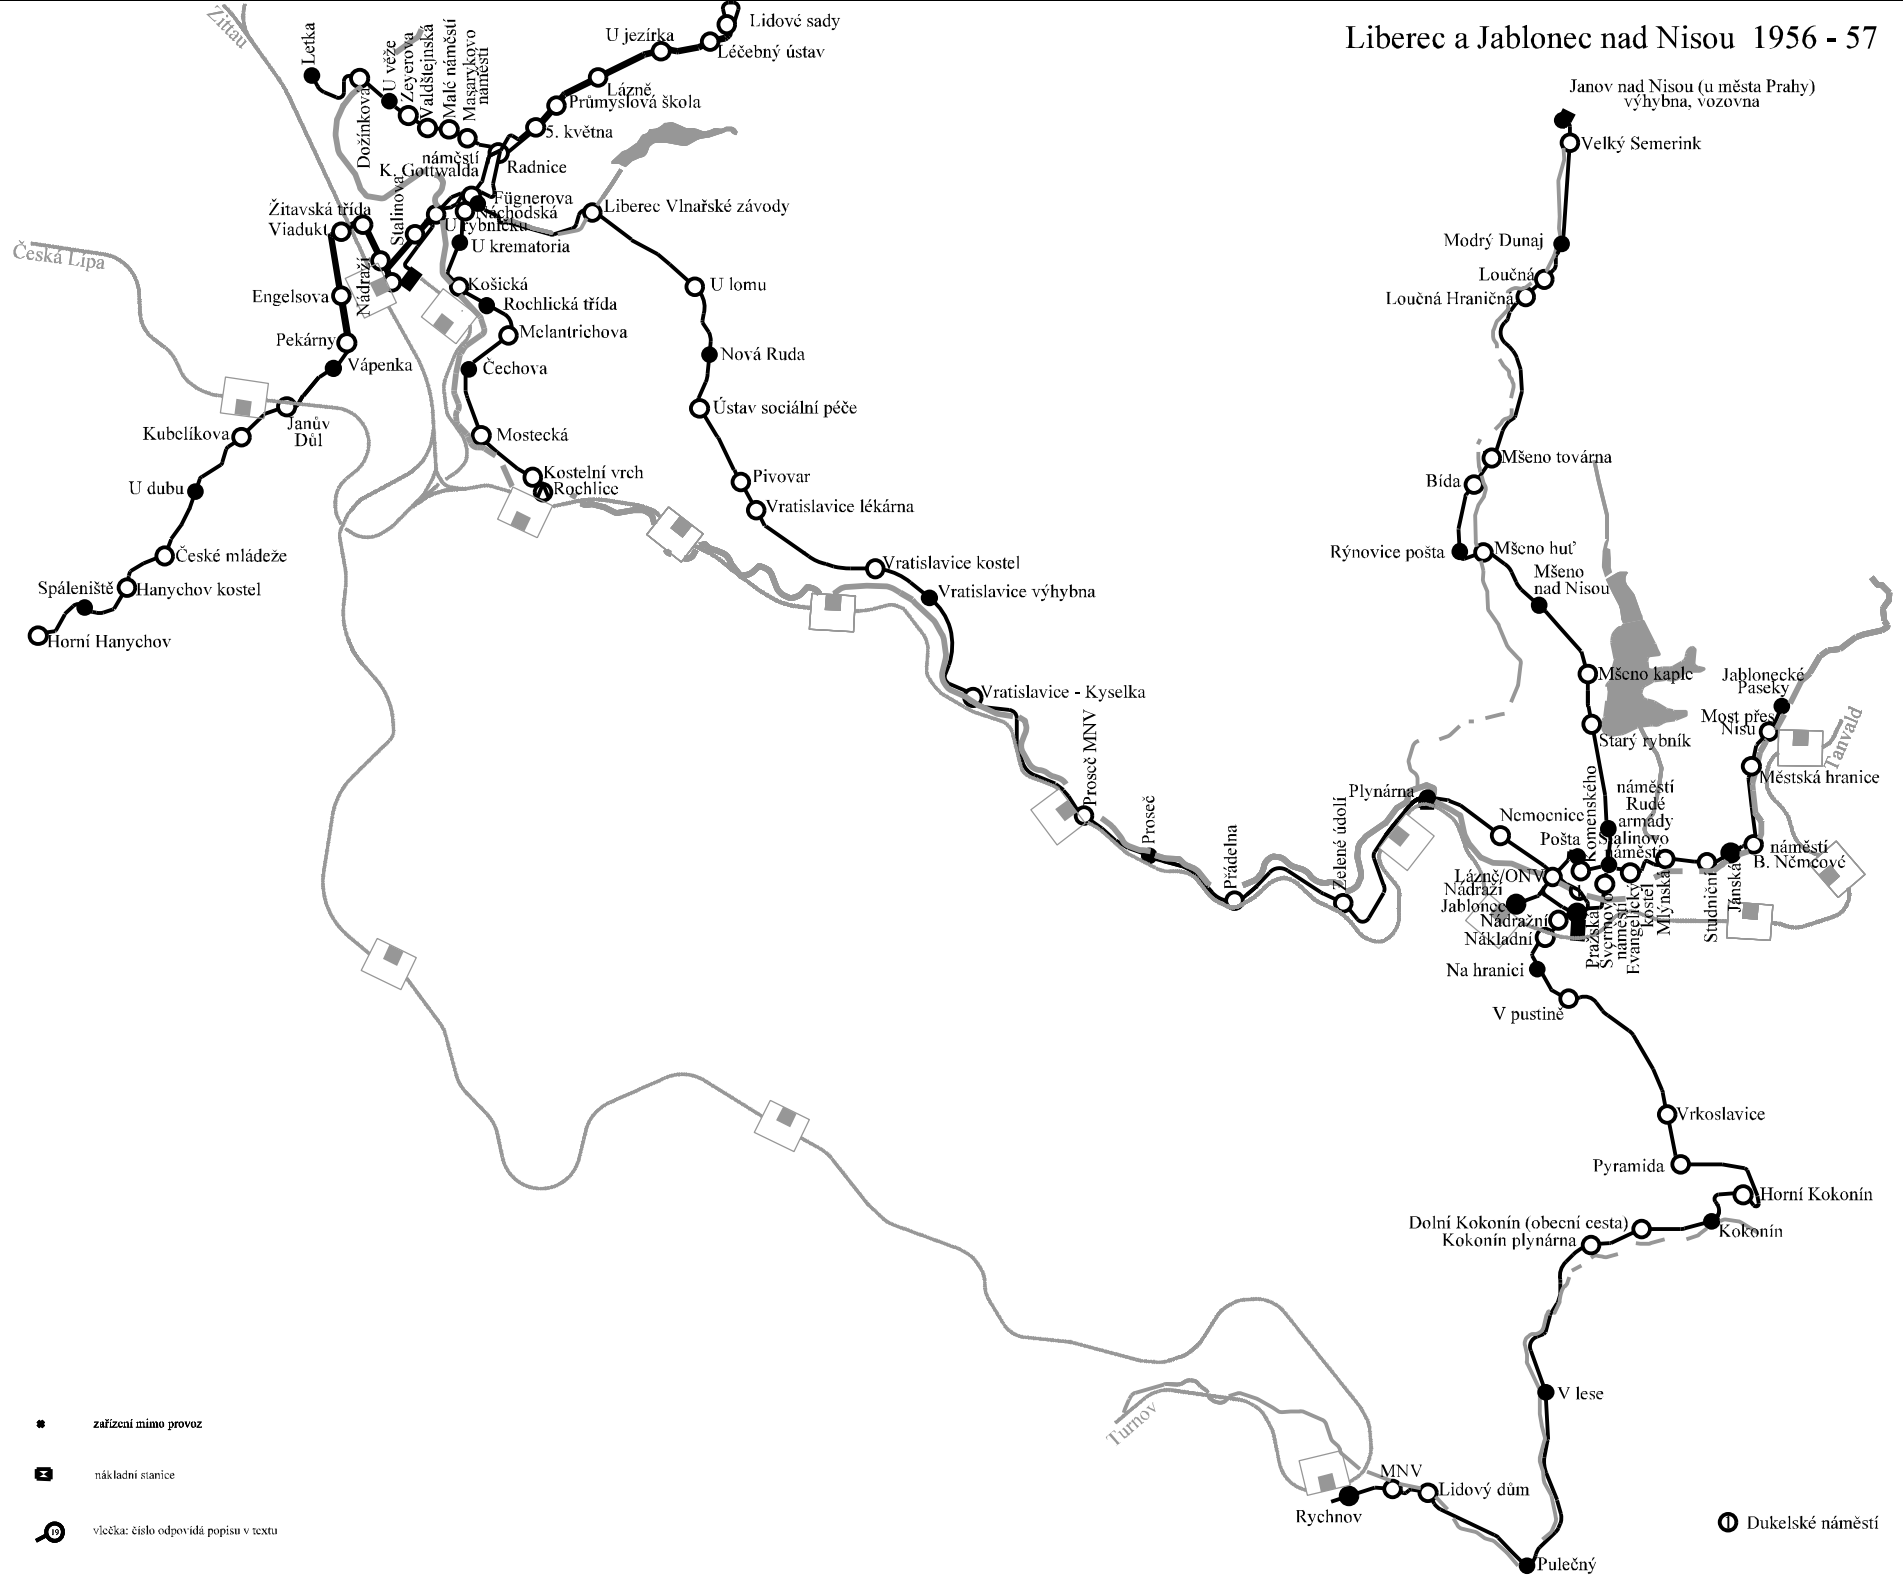 Liberec a Jablonec nad Nisou 1956 - 57
Zittau
Letka
U věže
Zeyerova
Valdštejnská
Malé náměstí
Masarykovo
náměstí
Dožínkova
U jezírka
Lidové sady
Léčebný ústav
Lázně
Průmyslová škola
5. května
Radnice
náměstí
K. Gottwalda
Stalinova
Fügnerova
Náchodská
U rybníčku
U krematoria
Liberec Vlnařské závody
Žitavská třída
Viadukt
Česká Lípa
Nádraží
Engelsova
Pekárny
Vápenka
Košická
Rochlická třída
Melantrichova
Čechova
Mostecká
Kostelní vrch
Rochlice
Janův
Důl
Kubelíkova
U dubu
České mládeže
Spáleniště
Hanychov kostel
Horní Hanychov
U lomu
Nová Ruda
Ústav sociální péče
Pivovar
Vratislavice lékárna
Vratislavice kostel
Vratislavice výhybna
Vratislavice - Kyselka
Proseč MNV
Proseč
Přádelna
Zelené údolí
Plynárna
Nemocnice
Janov nad Nisou (u města Prahy)
výhybna, vozovna
Velký Semerink
Modrý Dunaj
Loučná
Loučná Hraničná
Mšeno továrna
Bída
Rýnovice pošta
Mšeno huť
Mšeno
nad Nisou
Mšeno kaple
Starý rybník
Jablonecké
Paseky
Most přes
Nisu
Tanvald
Městská hranice
náměstí
B. Němcové
Komenského
náměstí
Rudé
armády
Stalinovo
náměstí
Pošta
Lázně/ONV
Nádraží
Jablonec
Nádražní
Nákladní
Pražská
Švermovo
náměstí
Evangelický
kostel
Mlýnská
Studniční
Jánská
Na hranici
V pustině
Vrkoslavice
Pyramida
Horní Kokonín
Dolní Kokonín (obecní cesta)
Kokonín plynárna
Kokonín
V lese
Turnov
MNV
Lidový dům
Rychnov
Pulečný
zařízení mimo provoz
nákladní stanice
19
vlečka: číslo odpovídá popisu v textu
Dukelské náměstí